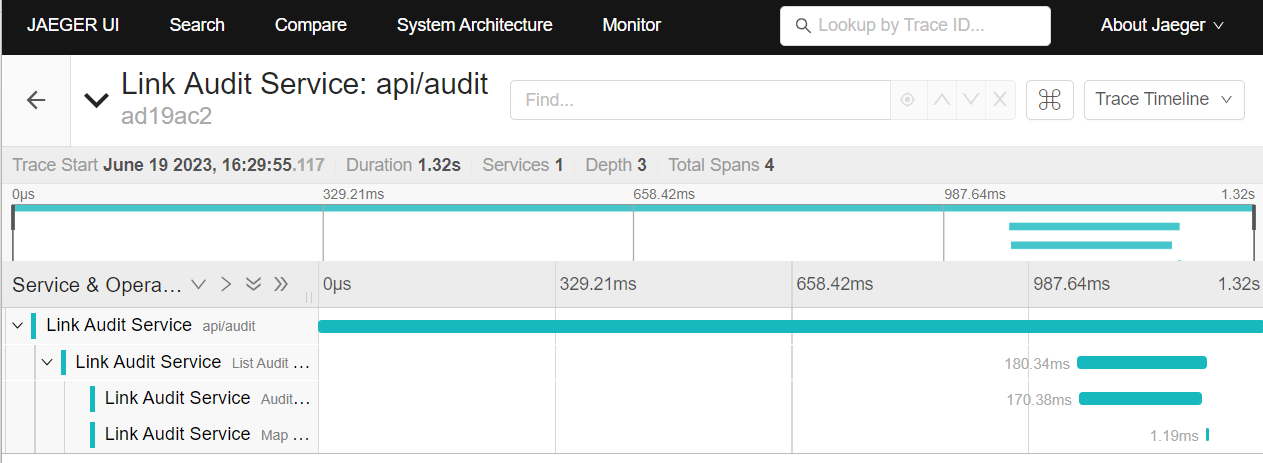 JAEGER UI Search Compare System Architecture Monitor Lookup by Trace ID... About Jaeger
Link Audit Service: api/audit
ad19ac2
Find...
Trace Timeline
Trace Start June 19 2023, 16:29:55.117 Duration 1.32s Services 1 Depth 3 Total Spans 4
0μs 329.21ms 658.42ms 987.64ms 1.32s
Service & Opera... 0μs 329.21ms 658.42ms 987.64ms 1.32s
Link Audit Service api/audit
Link Audit Service List Audit ... 180.34ms
Link Audit Service Audit... 170.38ms
Link Audit Service Map ... 1.19ms